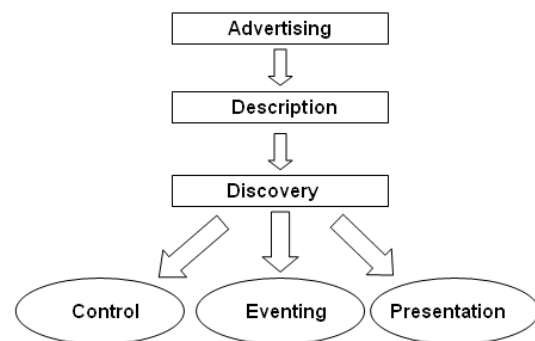 Advertising
Description
Discovery
Control
Eventing
Presentation